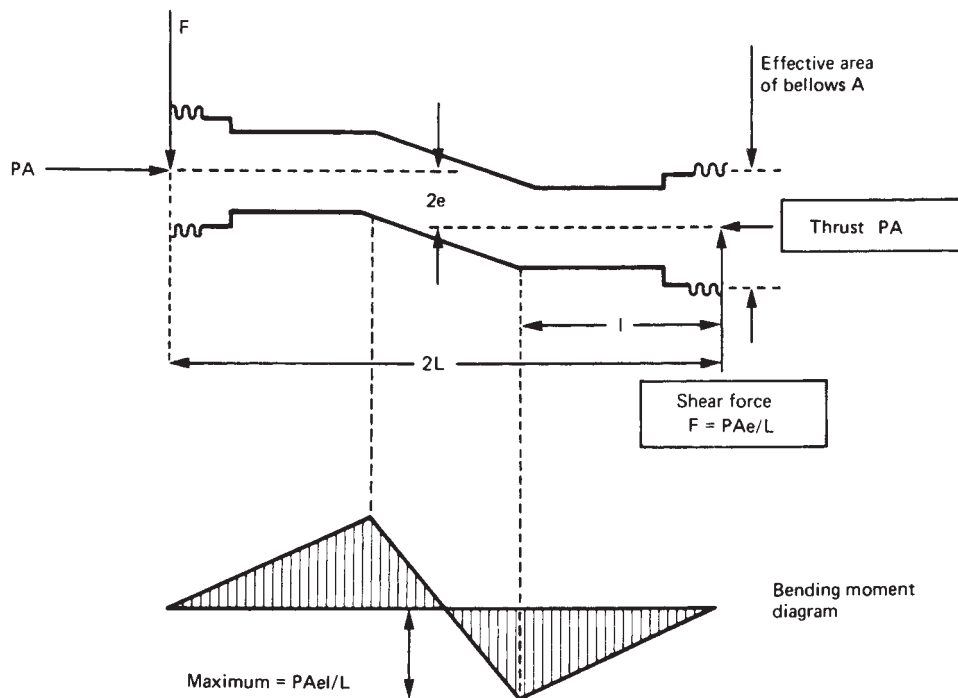 F
Effective area
of bellows A
PA
2e
Thrust PA
l
2L
Shear force
F = PAe/L
Bending moment
diagram
Maximum = PAel/L